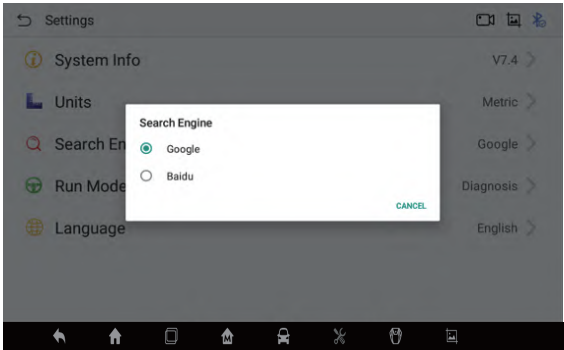 Settings
System Info
V7.4
Units
Metric
Search Engine
Search En
Google
Google
Baidu
Run Mode
Diagnosis
CANCEL
Language
English
M